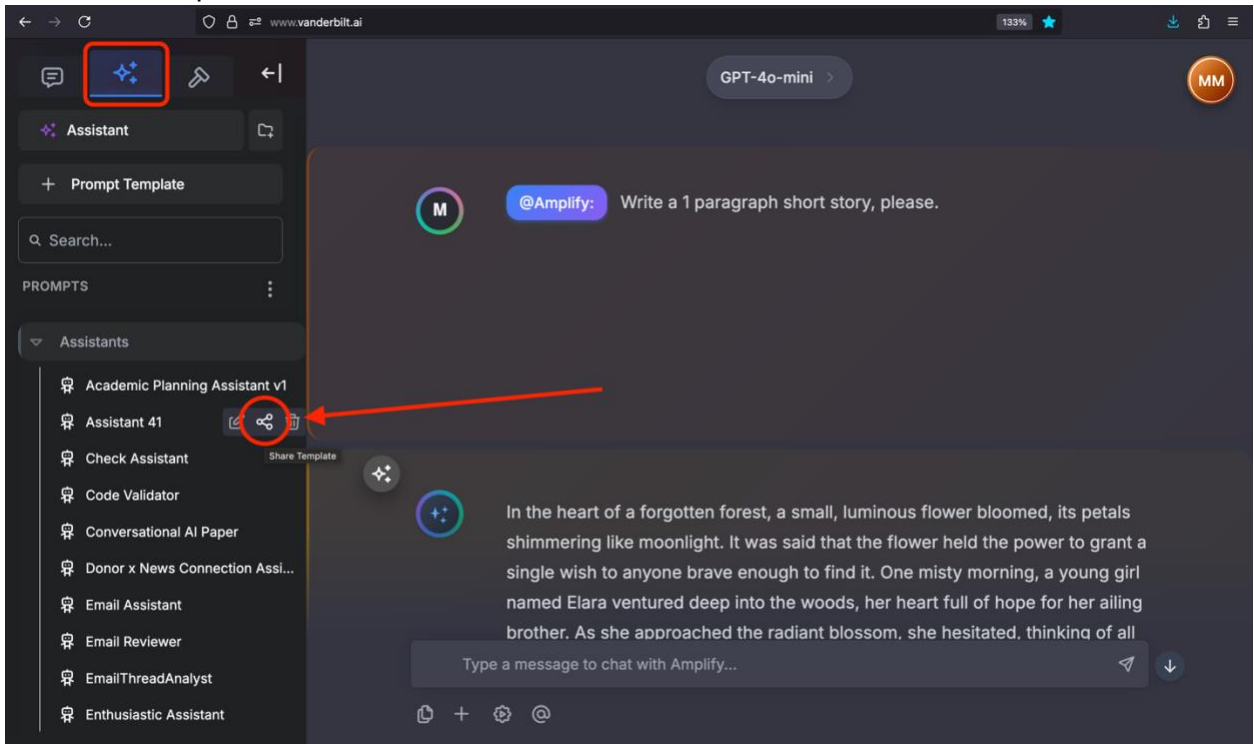 www.vanderbilt.ai
133%
GPT-4o-mini
MM
Assistant
+ Prompt Template
Search...
PROMPTS
Assistants
Academic Planning Assistant v1
Assistant 41
Share Template
Check Assistant
Code Validator
Conversational AI Paper
Donor x News Connection Assi...
Email Assistant
Email Reviewer
EmailThreadAnalyst
Enthusiastic Assistant
M
@Amplify: Write a 1 paragraph short story, please.
In the heart of a forgotten forest, a small, luminous flower bloomed, its petals
shimmering like moonlight. It was said that the flower held the power to grant a
single wish to anyone brave enough to find it. One misty morning, a young girl
named Elara ventured deep into the woods, her heart full of hope for her ailing
brother. As she approached the radiant blossom, she hesitated, thinking of all
Type a message to chat with Amplify...